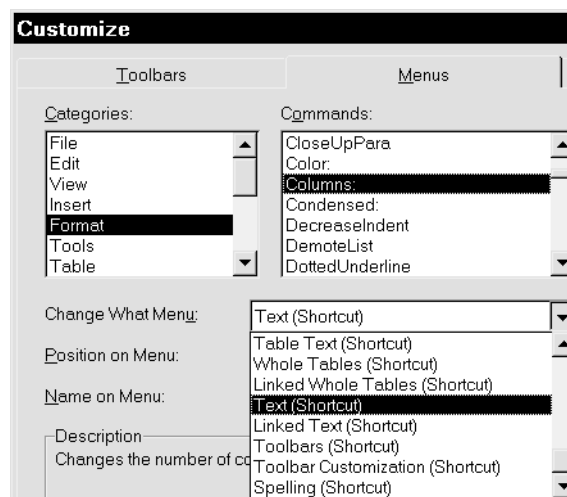 Customize
Toolbars
Menus
Categories:
Commands:
File
Edit
View
Insert
Format
Tools
Table
CloseUpPara
Color:
Columns:
Condensed:
DecreaseIndent
DemoteList
DottedUnderline
Change What Menu:
Text (Shortcut)
Position on Menu:
Name on Menu:
Table Text (Shortcut)
Whole Tables (Shortcut)
Linked Whole Tables (Shortcut)
Text (Shortcut)
Linked Text (Shortcut)
Toolbars (Shortcut)
Toolbar Customization (Shortcut)
Spelling (Shortcut)
Description
Changes the number of